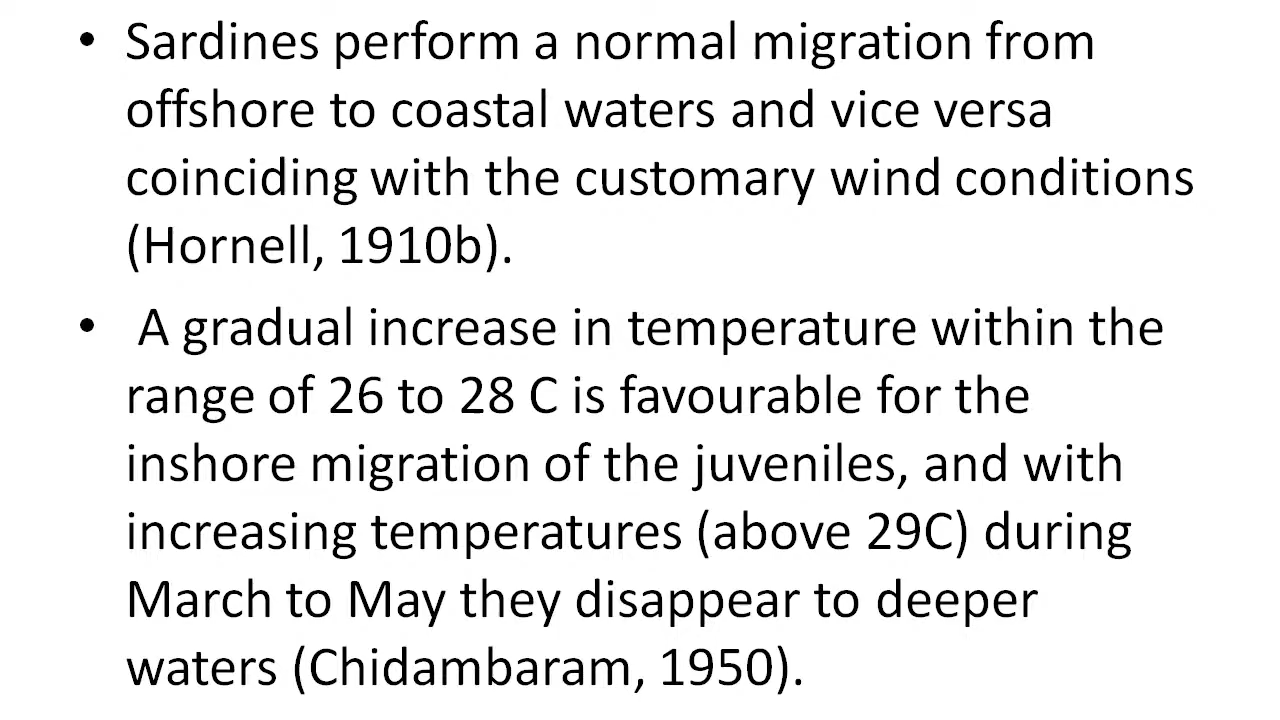 • Sardines perform a normal migration from
offshore to coastal waters and vice versa
coinciding with the customary wind conditions
(Hornell, 1910b).
• A gradual increase in temperature within the
range of 26 to 28 C is favourable for the
inshore migration of the juveniles, and with
increasing temperatures (above 29C) during
March to May they disappear to deeper
waters (Chidambaram, 1950).